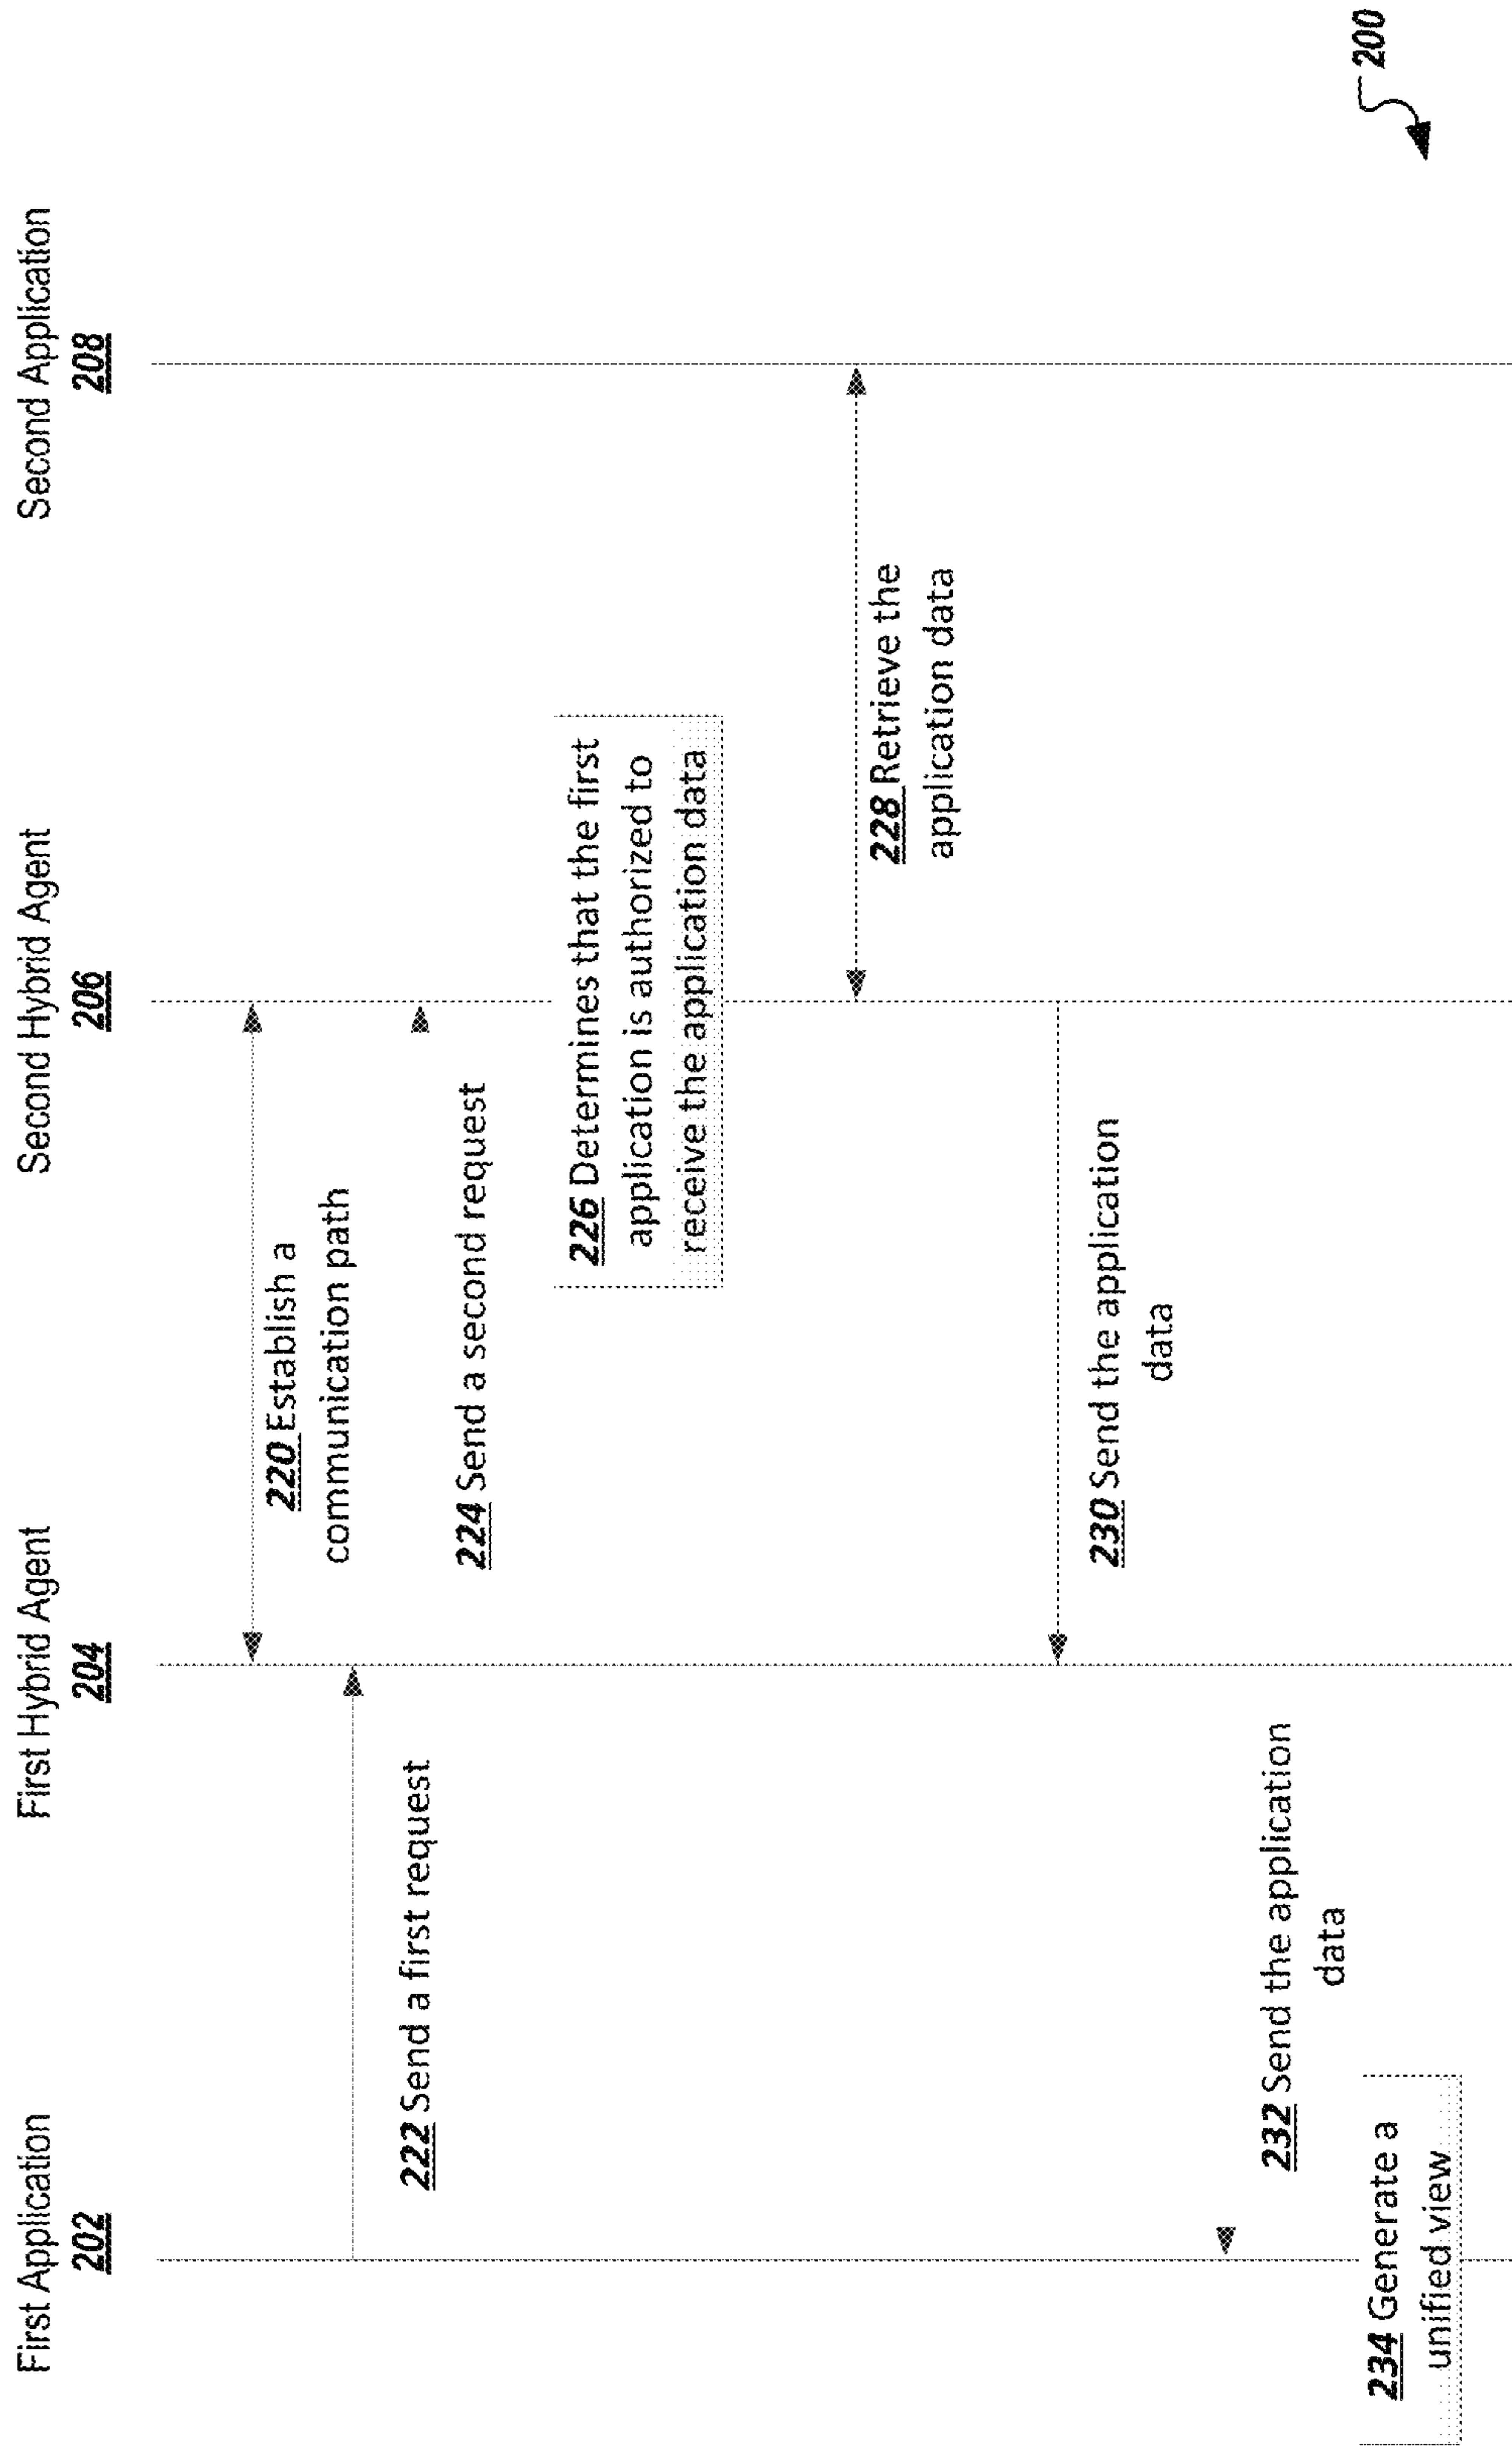 First Application
202
First Hybrid Agent
204
Second Hybrid Agent
206
Second Application
208
220 Establish a
communication path
222 Send a first request
224 Send a second request
226 Determines that the first
application is authorized to
receive the application data
228 Retrieve the
application data
230 Send the application
data
232 Send the application
data
234 Generate a
unified view
200